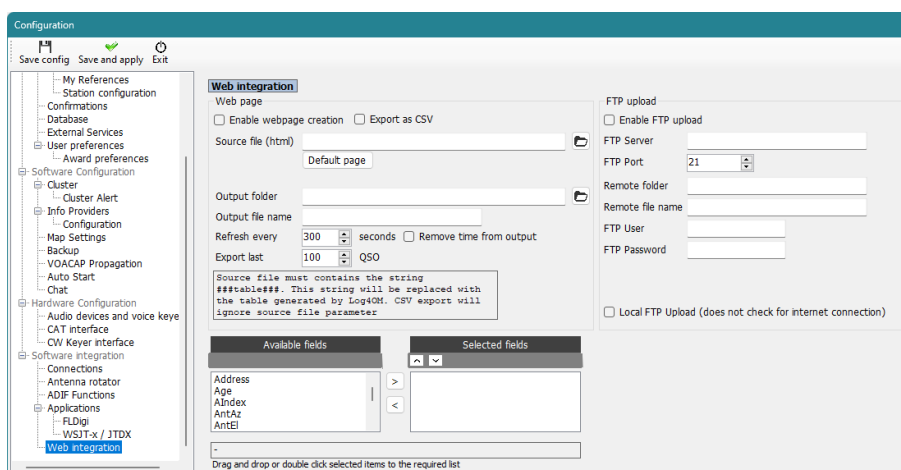 Configuration
Save config Save and apply Exit
My References
Station configuration
Confirmations
Database
External Services
User preferences
Award preferences
Software Configuration
Cluster
Cluster Alert
Info Providers
Configuration
Map Settings
Backup
VOACAP Propagation
Auto Start
Chat
Hardware Configuration
Audio devices and voice keye
CAT interface
CW Keyer interface
Software integration
Connections
Antenna rotator
ADIF Functions
Applications
FLDigi
WSJT-x / JTDX
Web integration
Web integration
Web page
Enable webpage creation Export as CSV
Source file (html)
Default page
Output folder
Output file name
Refresh every 300 seconds Remove time from output
Export last 100 QSO
Source file must contains the string
###table###. This string will be replaced with
the table generated by Log4OM. CSV export will
ignore source file parameter
FTP upload
Enable FTP upload
FTP Server
FTP Port 21
Remote folder
Remote file name
FTP User
FTP Password
Local FTP Upload (does not check for internet connection)
Available fields
Address
Age
AIndex
AntAz
AntEl
>
<
Selected fields
-
Drag and drop or double click selected items to the required list